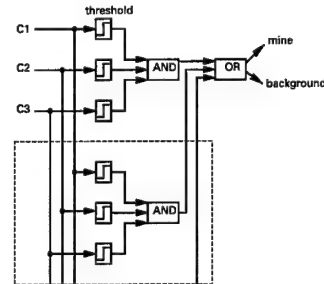 threshold
C1
mine
C2
AND
OR
C3
background
AND